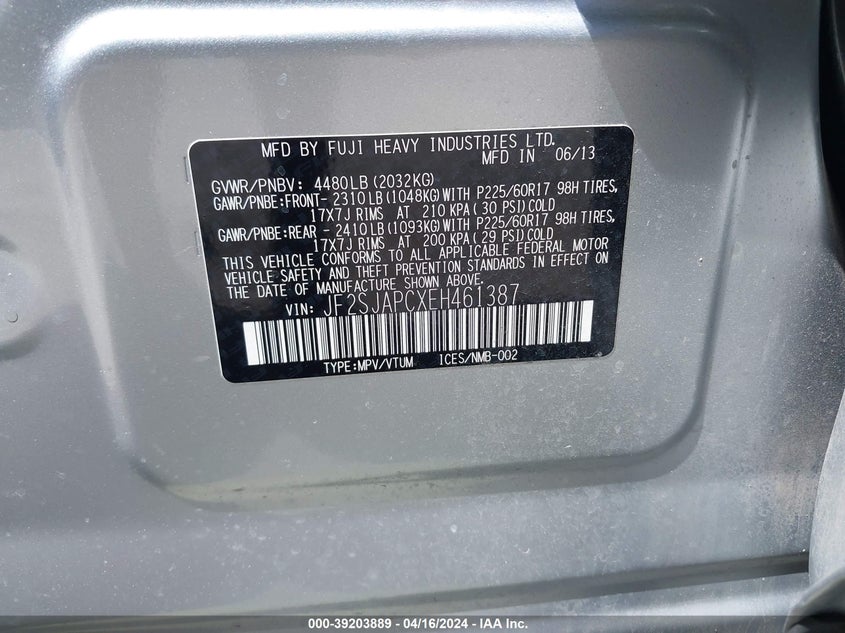 MFD BY FUJI HEAVY INDUSTRIES LTD.
MFD IN 06/13
GVWR/PNBV: 4480LB(2032KG)
GAWR/PNBE:FRONT- 2310LB(1048KG)WITH P225/60R17 98H TIRES,
17X7J RIMS AT 210 KPA(30 PSI)COLD
GAWR/PNBE:REAR - 2410LB(1093KG)WITH P225/60R17 98H TIRES,
17X7J RIMS AT 200 KPA(29 PSI)COLD
THIS VEHICLE CONFORMS TO ALL APPLICABLE FEDERAL MOTOR
VEHICLE SAFETY AND THEFT PREVENTION STANDARDS IN EFFECT ON
THE DATE OF MANUFACTURE SHOWN ABOVE.
VIN: JF2SJAPCXEH461387
TYPE:MPV/VTUM ICES/NMB-002
000-39203889 - 04/16/2024 - IAA Inc.